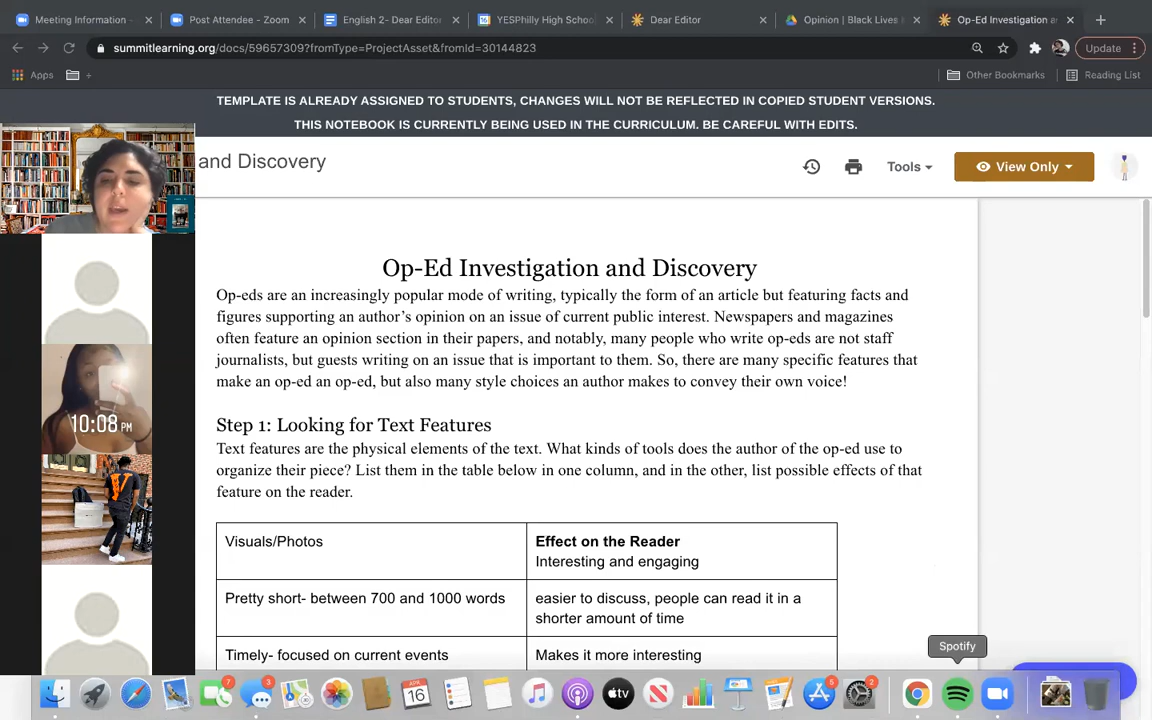 Meeting Information -
Post Attendee - Zoom
English 2- Dear Editor
YESPhilly High School
Dear Editor
Opinion | Black Lives
Op-Ed Investigation a
summitlearning.org/docs/59657309?fromType=ProjectAsset&fromId=30144823
Update
Apps
Other Bookmarks
Reading List
TEMPLATE IS ALREADY ASSIGNED TO STUDENTS, CHANGES WILL NOT BE REFLECTED IN COPIED STUDENT VERSIONS.
THIS NOTEBOOK IS CURRENTLY BEING USED IN THE CURRICULUM. BE CAREFUL WITH EDITS.
and Discovery
Tools
View Only
Op-Ed Investigation and Discovery
Op-eds are an increasingly popular mode of writing, typically the form of an article but featuring facts and
figures supporting an author's opinion on an issue of current public interest. Newspapers and magazines
often feature an opinion section in their papers, and notably, many people who write op-eds are not staff
journalists, but guests writing on an issue that is important to them. So, there are many specific features that
make an op-ed an op-ed, but also many style choices an author makes to convey their own voice!
Step 1: Looking for Text Features
Text features are the physical elements of the text. What kinds of tools does the author of the op-ed use to
organize their piece? List them in the table below in one column, and in the other, list possible effects of that
feature on the reader.
Visuals/Photos
Effect on the Reader
Interesting and engaging
Pretty short- between 700 and 1000 words
easier to discuss, people can read it in a
shorter amount of time
Timely- focused on current events
Makes it more interesting
10:08 PM
Spotify
7
3
APR
16
tv
5
2